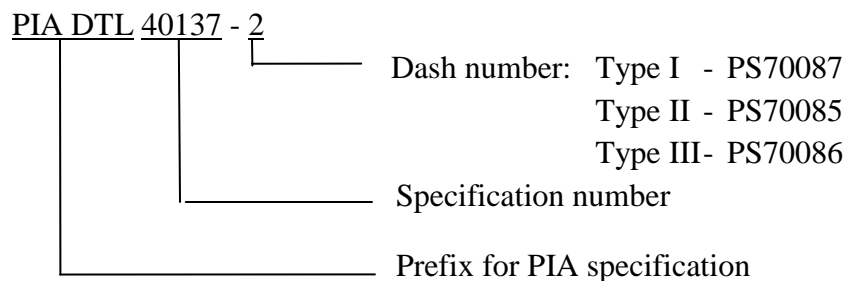 PIA DTL 40137 - 2
Dash number: Type I - PS70087
Type II - PS70085
Type III- PS70086
Specification number
Prefix for PIA specification